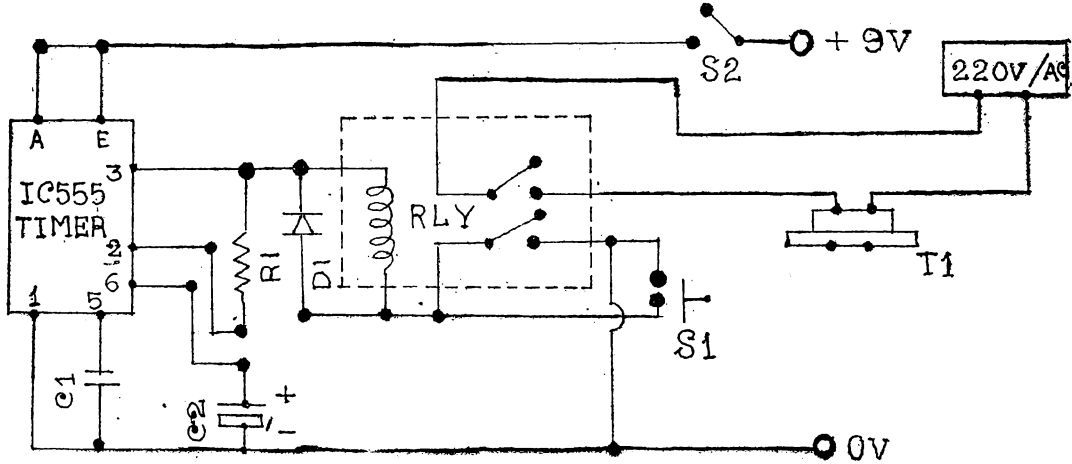 + 9V
S2
220V/AC
A E
3
IC555
TIMER
RLY
2
R1
D1
6
T1
1 5
S1
C1
C2
+
-
0V